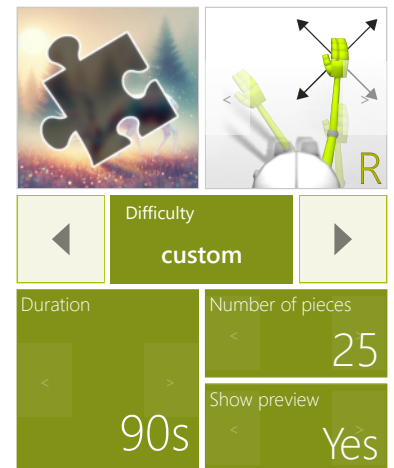 R
Difficulty
custom
Duration
90s
Number of pieces
25
Show preview
Yes